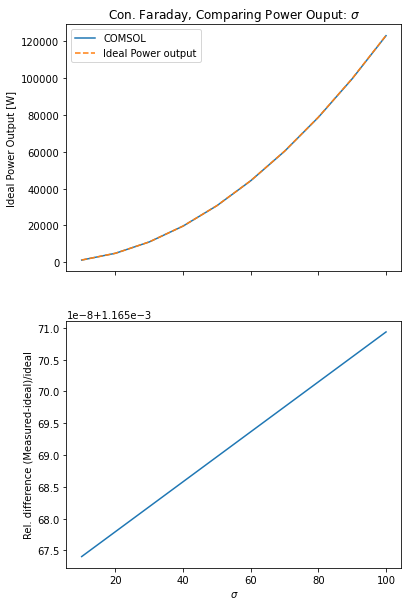 Con. Faraday, Comparing Power Ouput: σ
COMSOL
Ideal Power output
Ideal Power Output [W]
120000
100000
80000
60000
40000
20000
0
1e-8+1.165e-3
Rel. difference (Measured-ideal)/ideal
71.0
70.5
70.0
69.5
69.0
68.5
68.0
67.5
20 40 60 80 100
σ